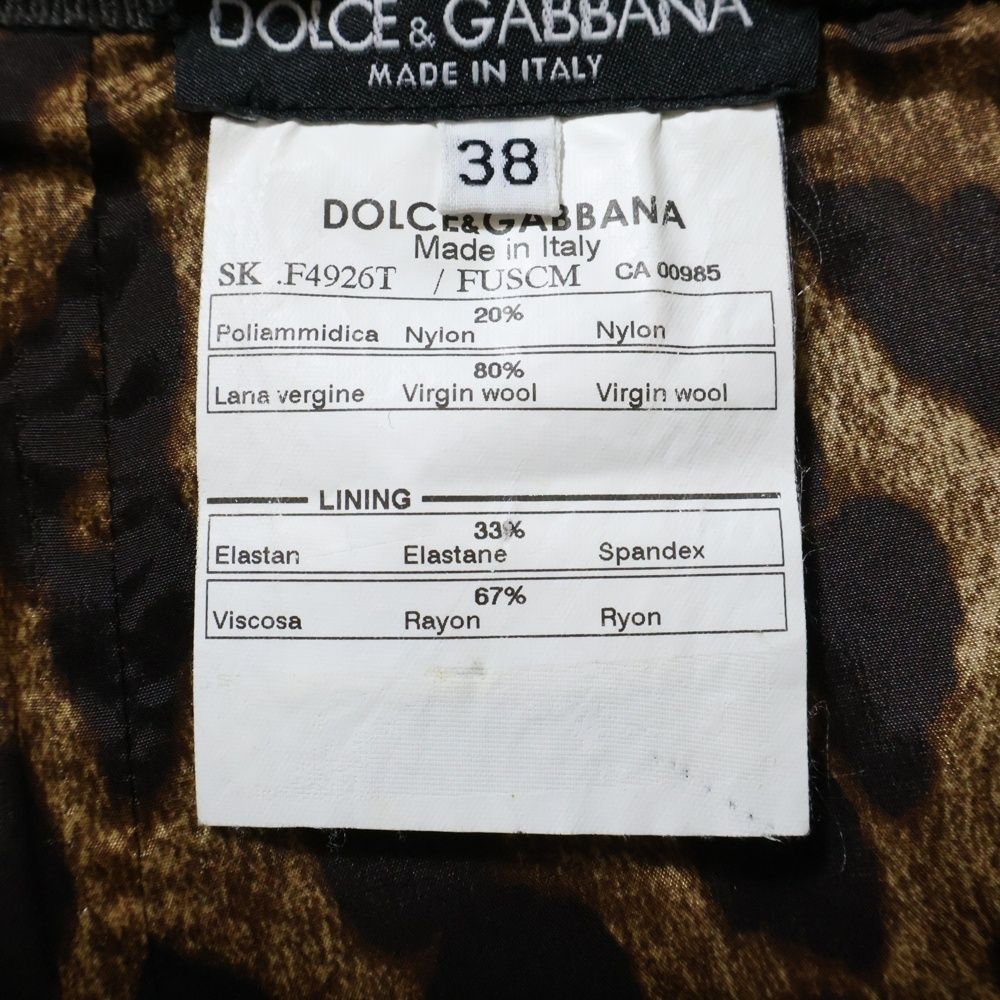 DOLCE & GABBANA
MADE IN ITALY
38
DOLCE&GABBANA
Made in Italy
SK .F4926T / FUSCM CA 00985
20%
Poliammidica Nylon Nylon
80%
Lana vergine Virgin wool Virgin wool
LINING
33%
Elastan Elastane Spandex
67%
Viscosa Rayon Ryon